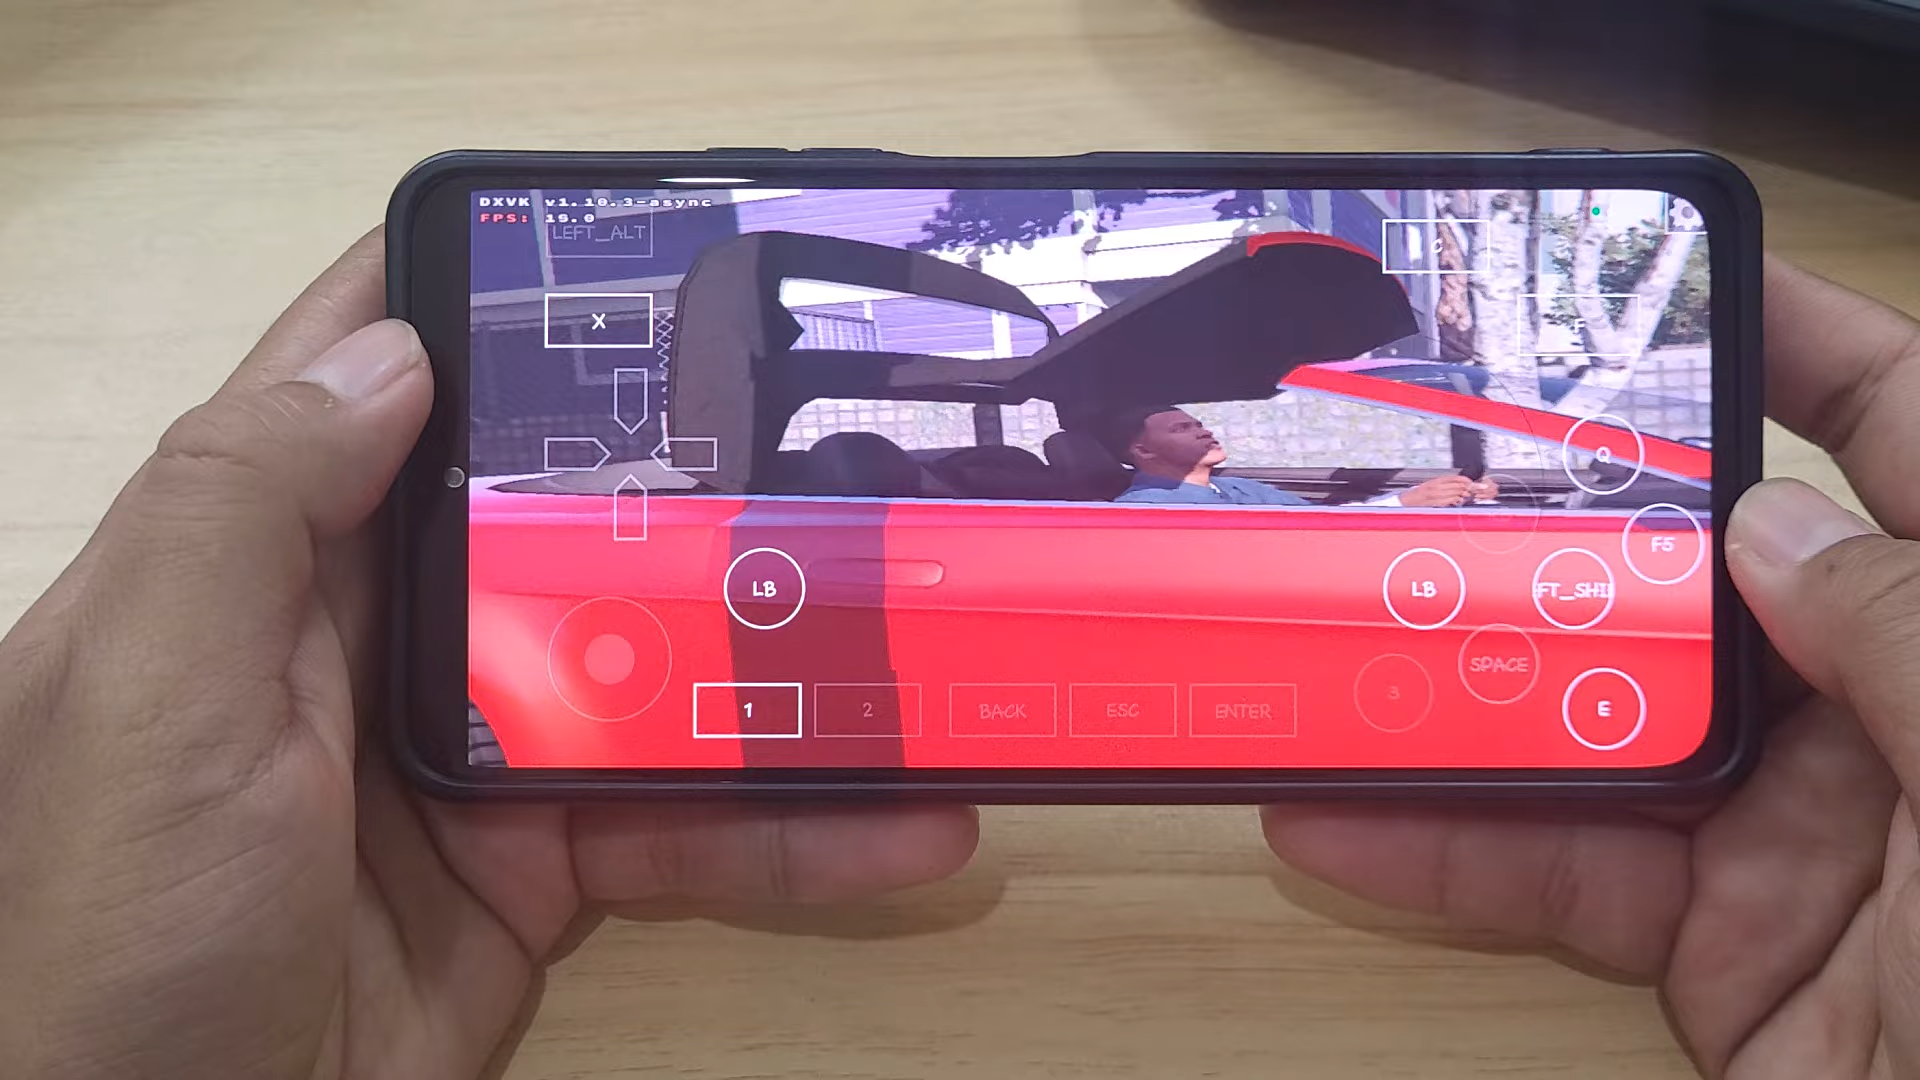 DXVK v1.10.3-async
FPS: 19.0
LEFT_ALT
C
X
F
Q
F5
LB
LB
FT_SHI
SPACE
1
2
BACK
ESC
ENTER
3
E